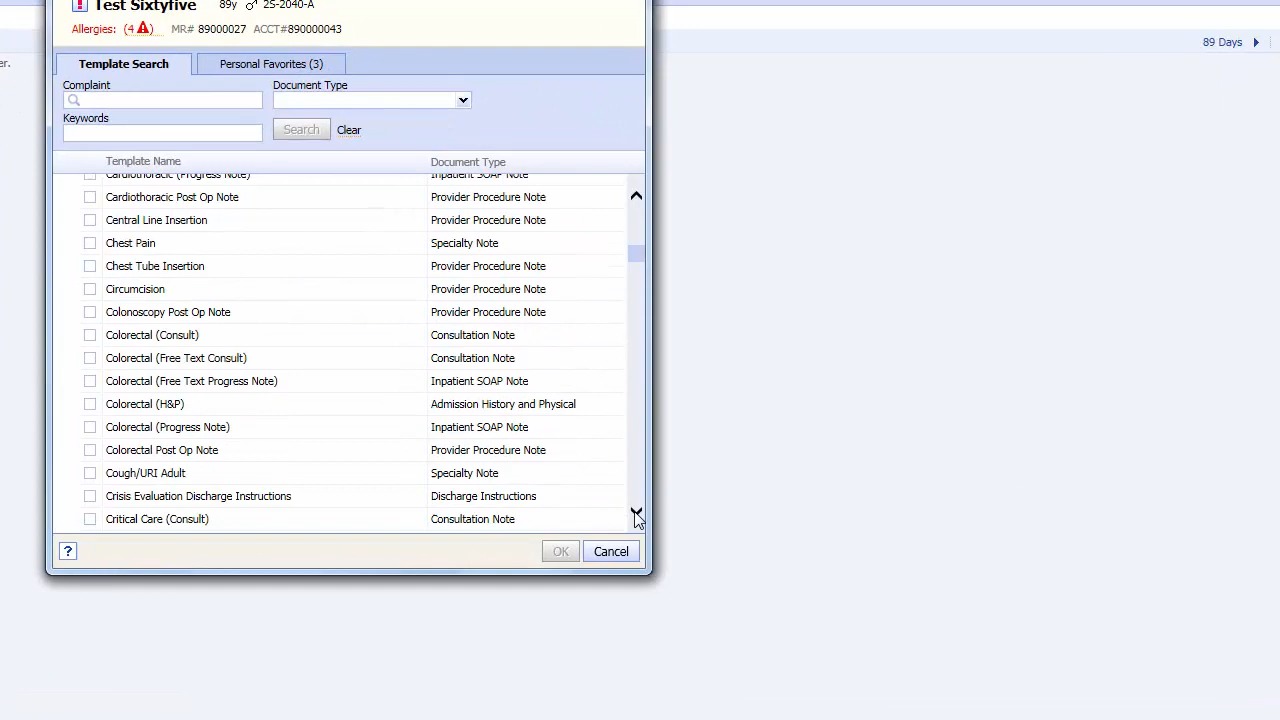 Test Sixtyfive 89y 2S-2040-A
Allergies: (4 ) MR# 89000027 ACCT#890000043
89 Days
er.
Template Search Personal Favorites (3)
Complaint Document Type
Keywords
Search Clear
Template Name Document Type
Cardiothoracic (Progress Note) Inpatient SOAP Note
Cardiothoracic Post Op Note Provider Procedure Note
Central Line Insertion Provider Procedure Note
Chest Pain Specialty Note
Chest Tube Insertion Provider Procedure Note
Circumcision Provider Procedure Note
Colonoscopy Post Op Note Provider Procedure Note
Colorectal (Consult) Consultation Note
Colorectal (Free Text Consult) Consultation Note
Colorectal (Free Text Progress Note) Inpatient SOAP Note
Colorectal (H&P) Admission History and Physical
Colorectal (Progress Note) Inpatient SOAP Note
Colorectal Post Op Note Provider Procedure Note
Cough/URI Adult Specialty Note
Crisis Evaluation Discharge Instructions Discharge Instructions
Critical Care (Consult) Consultation Note
? OK Cancel